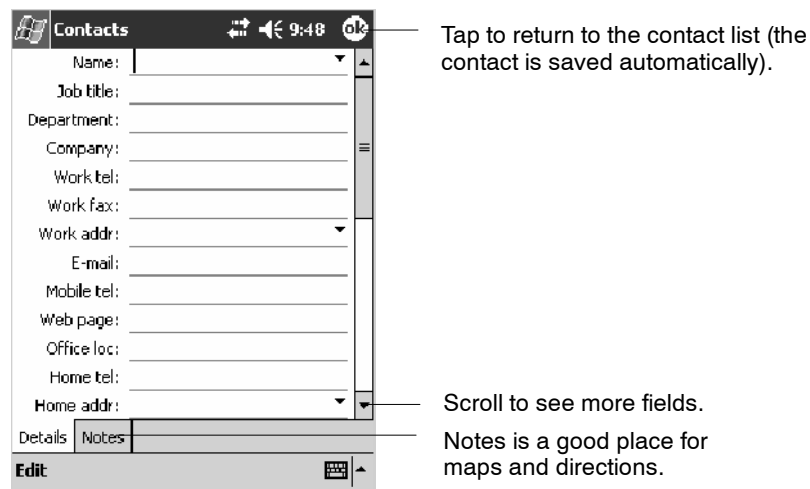 Contacts 9:48 ok
Name:
Job title:
Department:
Company:
Work tel:
Work fax:
Work addr:
E-mail:
Mobile tel:
Web page:
Office loc:
Home tel:
Home addr:
Details Notes
Edit
Tap to return to the contact list (the
contact is saved automatically).
Scroll to see more fields.
Notes is a good place for
maps and directions.